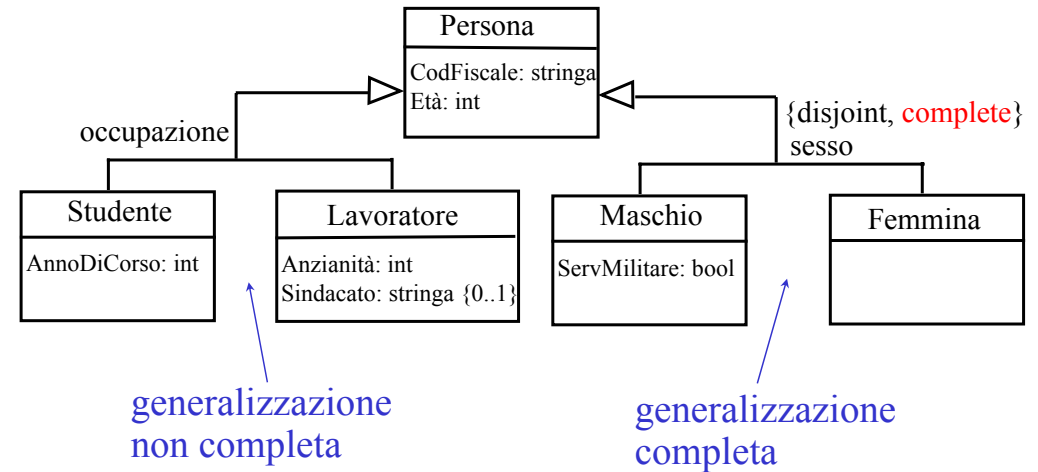 Persona
CodFiscale: stringa
Età: int
occupazione
{disjoint, complete}
sesso
Studente
AnnoDiCorso: int
Lavoratore
Anzianità: int
Sindacato: stringa {0..1}
Maschio
ServMilitare: bool
Femmina
generalizzazione
non completa
generalizzazione
completa